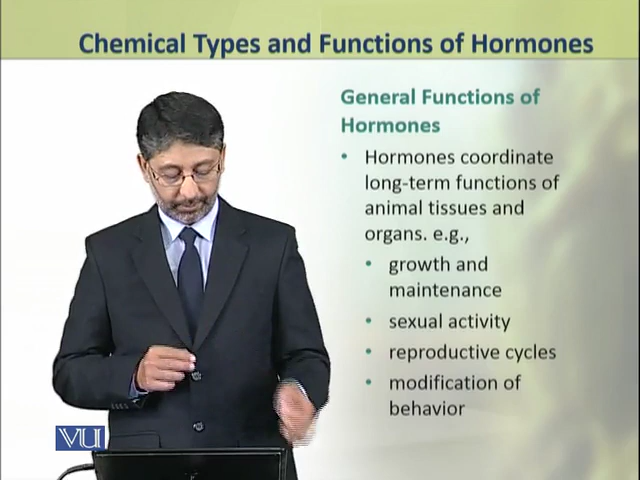 Chemical Types and Functions of Hormones
General Functions of
Hormones
• Hormones coordinate
long-term functions of
animal tissues and
organs. e.g.,
• growth and
maintenance
• sexual activity
• reproductive cycles
• modification of
behavior
VU